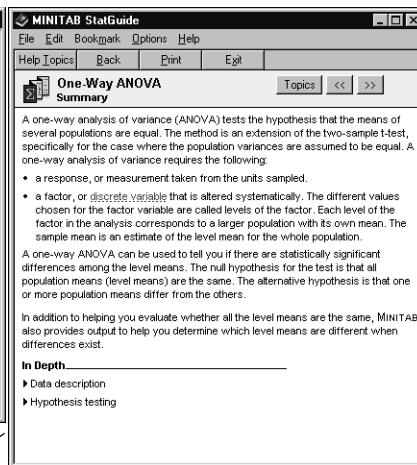 MINITAB StatGuide
File Edit Bookmark Options Help
Help Topics Back Print Exit
One-Way ANOVA Topics << >>
Summary
A one-way analysis of variance (ANOVA) tests the hypothesis that the means of
several populations are equal. The method is an extension of the two-sample t-test,
specifically for the case where the population variances are assumed to be equal. A
one-way analysis of variance requires the following:
• a response, or measurement taken from the units sampled.
• a factor, or discrete variable that is altered systematically. The different values
chosen for the factor variable are called levels of the factor. Each level of the
factor in the analysis corresponds to a larger population with its own mean. The
sample mean is an estimate of the level mean for the whole population.
A one-way ANOVA can be used to tell you if there are statistically significant
differences among the level means. The null hypothesis for the test is that all
population means (level means) are the same. The alternative hypothesis is that one
or more population means differ from the others.
In addition to helping you evaluate whether all the level means are the same, MINITAB
also provides output to help you determine which level means are different when
differences exist.
In Depth
Data description
Hypothesis testing